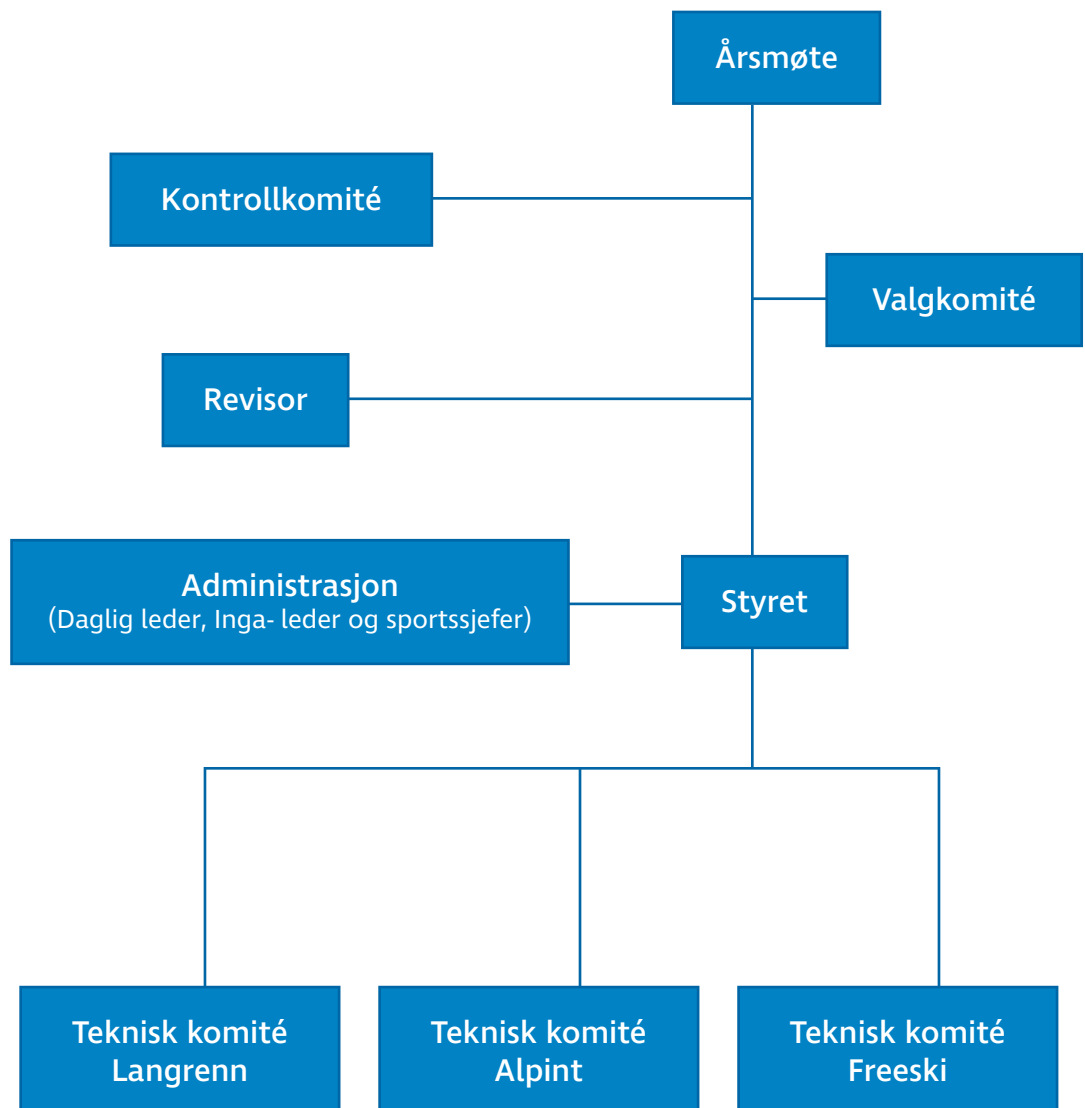 Årsmøte
Kontrollkomité
Valgkomité
Revisor
Administrasjon
(Daglig leder, Inga- leder og sportssjefer)
Styret
Teknisk komité
Langrenn
Teknisk komité
Alpint
Teknisk komité
Freeski